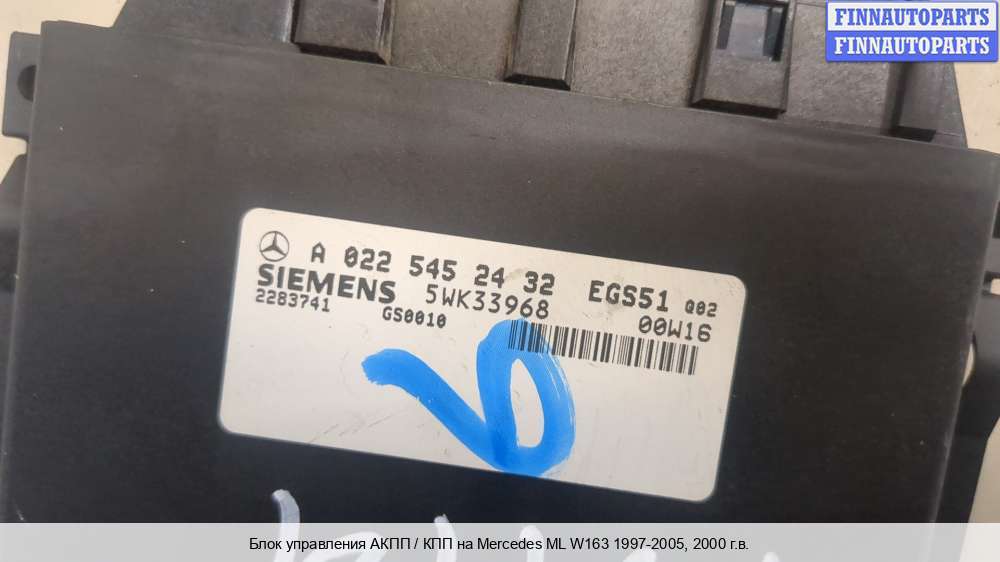 FINNAUTOPARTS
FINNAUTOPARTS
A 022 545 24 32 EGS51 Q02
SIEMENS 5WK33968 00W16
2283741 GS0010
Блок управления АКПП / КПП на Mercedes ML W163 1997-2005, 2000 г.в.